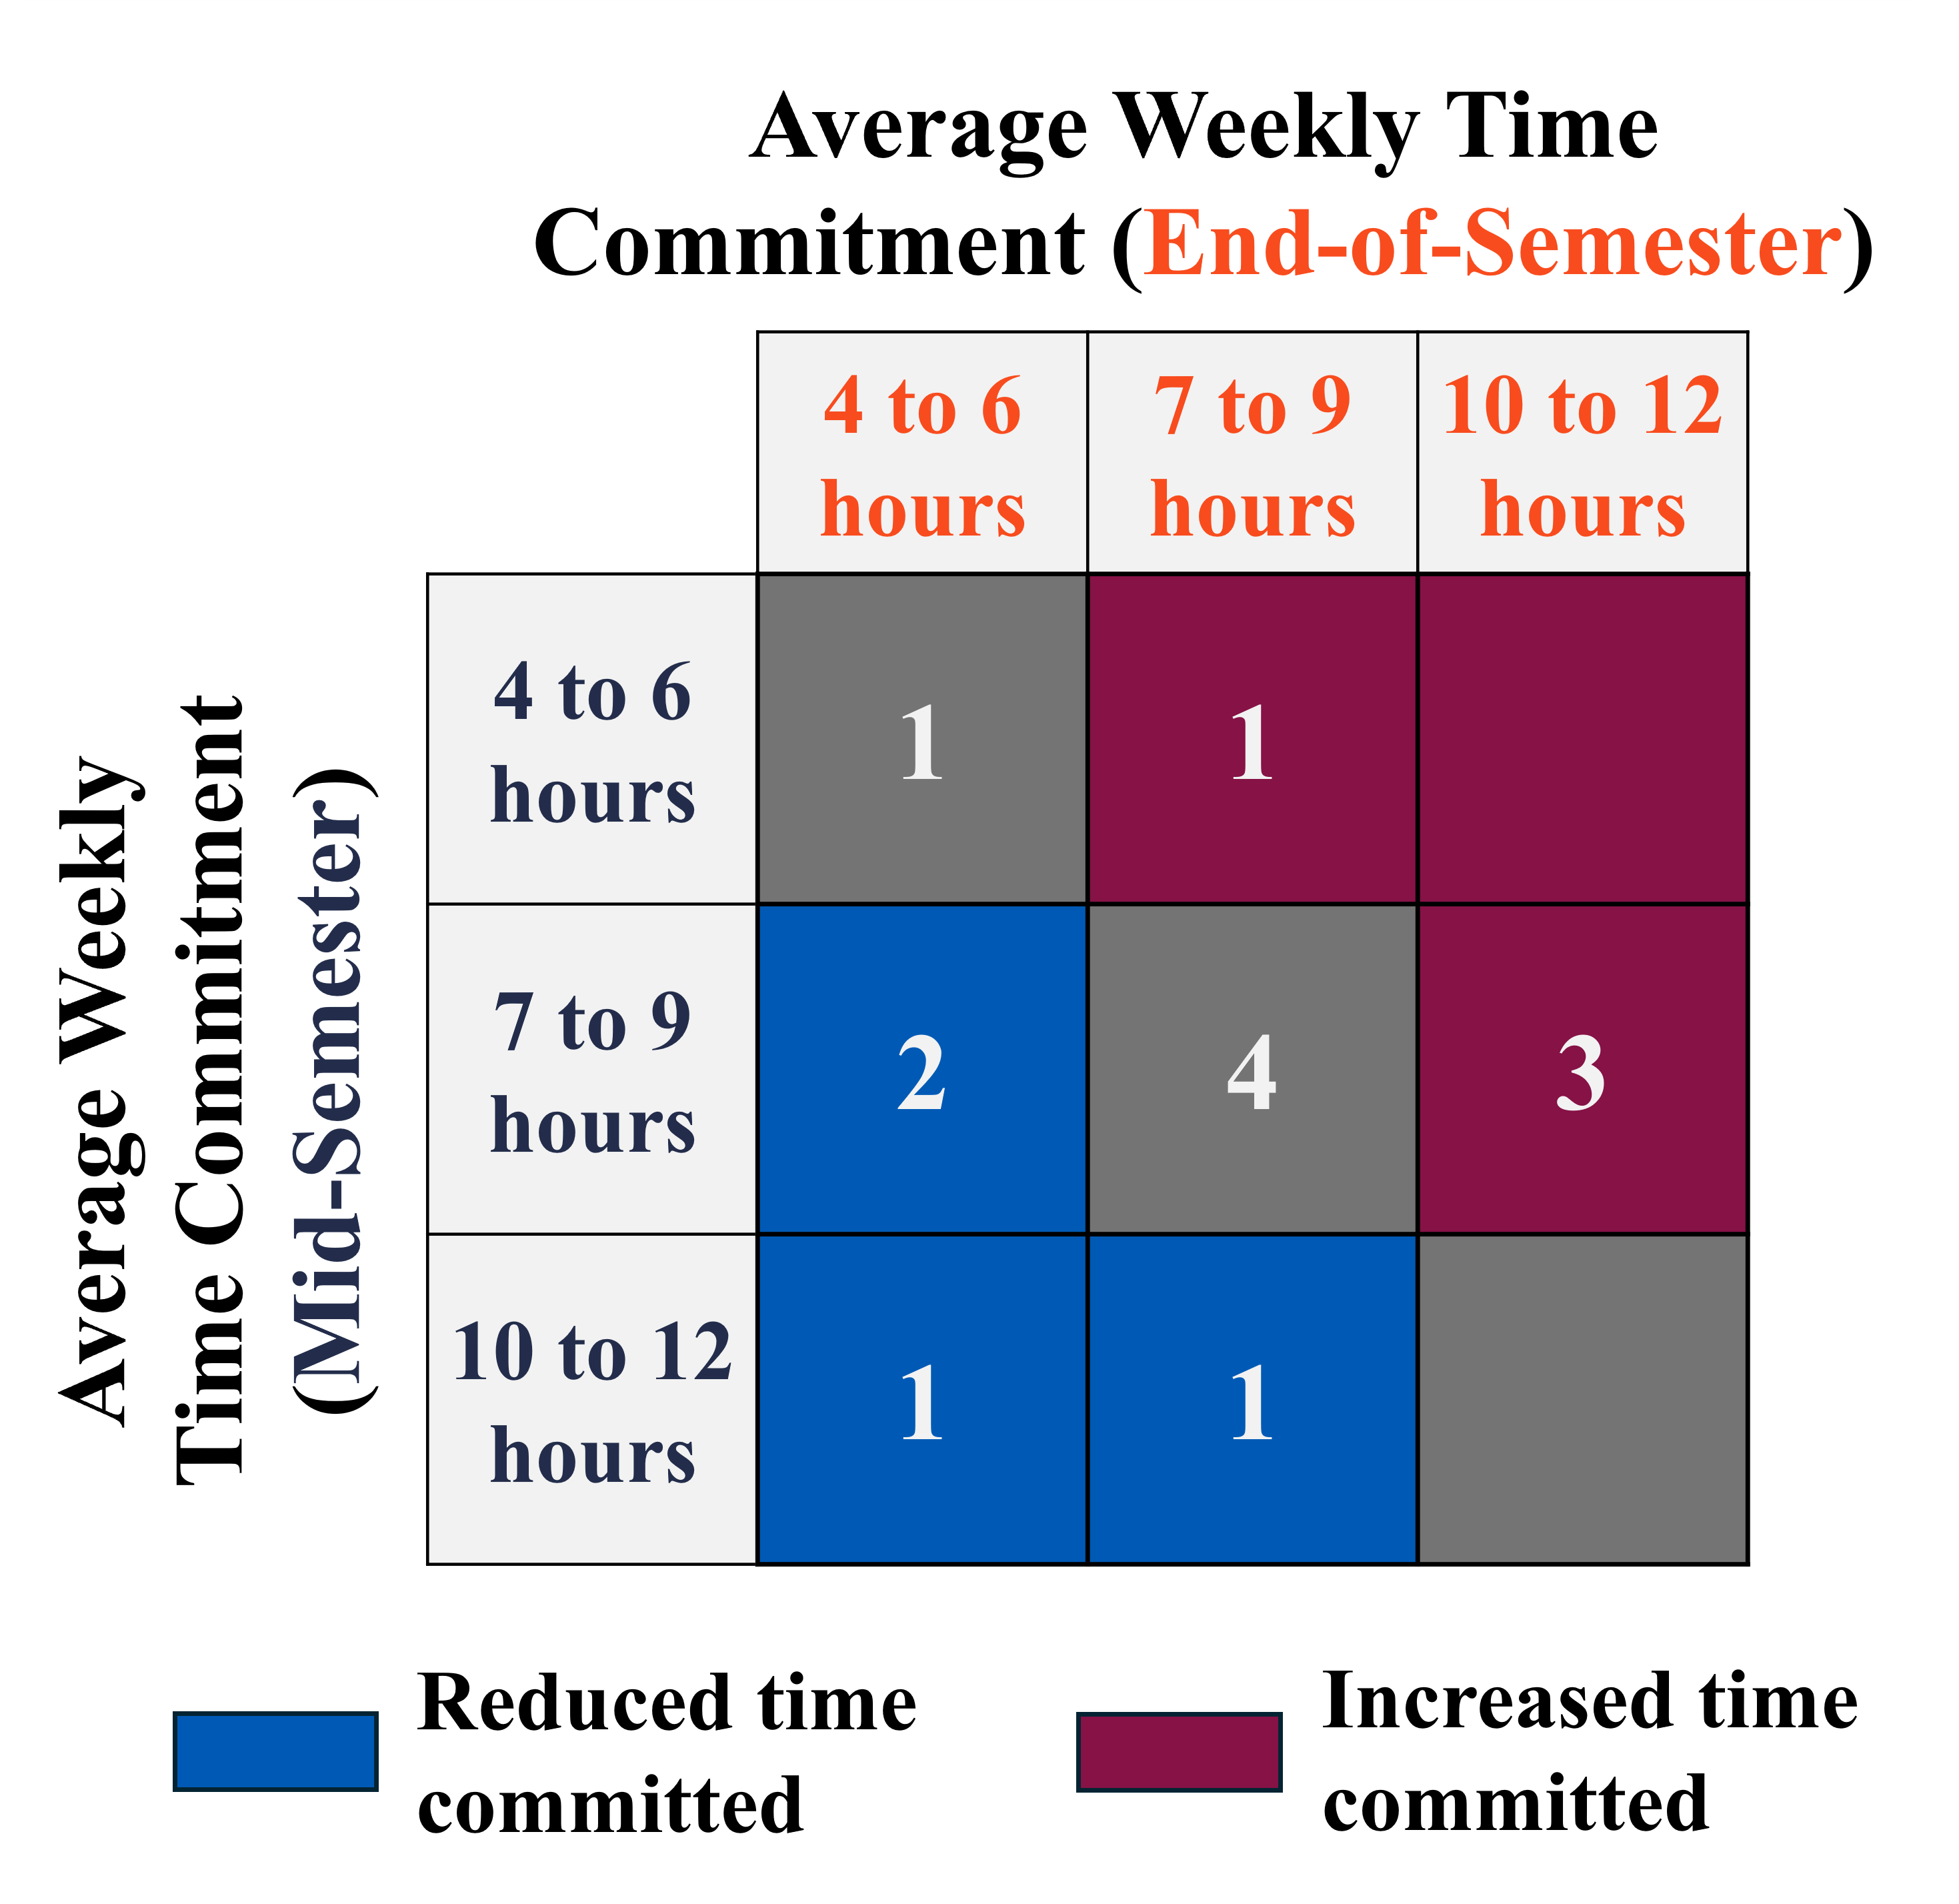 Average Weekly Time
Commitment (End-of-Semester)
4 to 6
hours
7 to 9
hours
10 to 12
hours
Average Weekly
Time Commitment
(Mid-Semester)
4 to 6
hours
1
1
7 to 9
hours
2
4
3
10 to 12
hours
1
1
Reduced time
committed
Increased time
committed